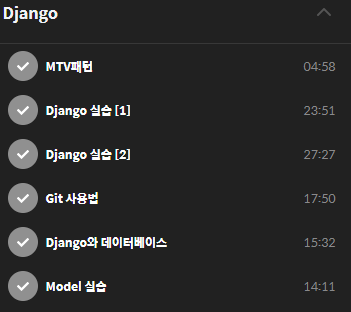 Django
MTV패턴 04:58
Django 실습 [1] 23:51
Django 실습 [2] 27:27
Git 사용법 17:50
Django와 데이터베이스 15:32
Model 실습 14:11